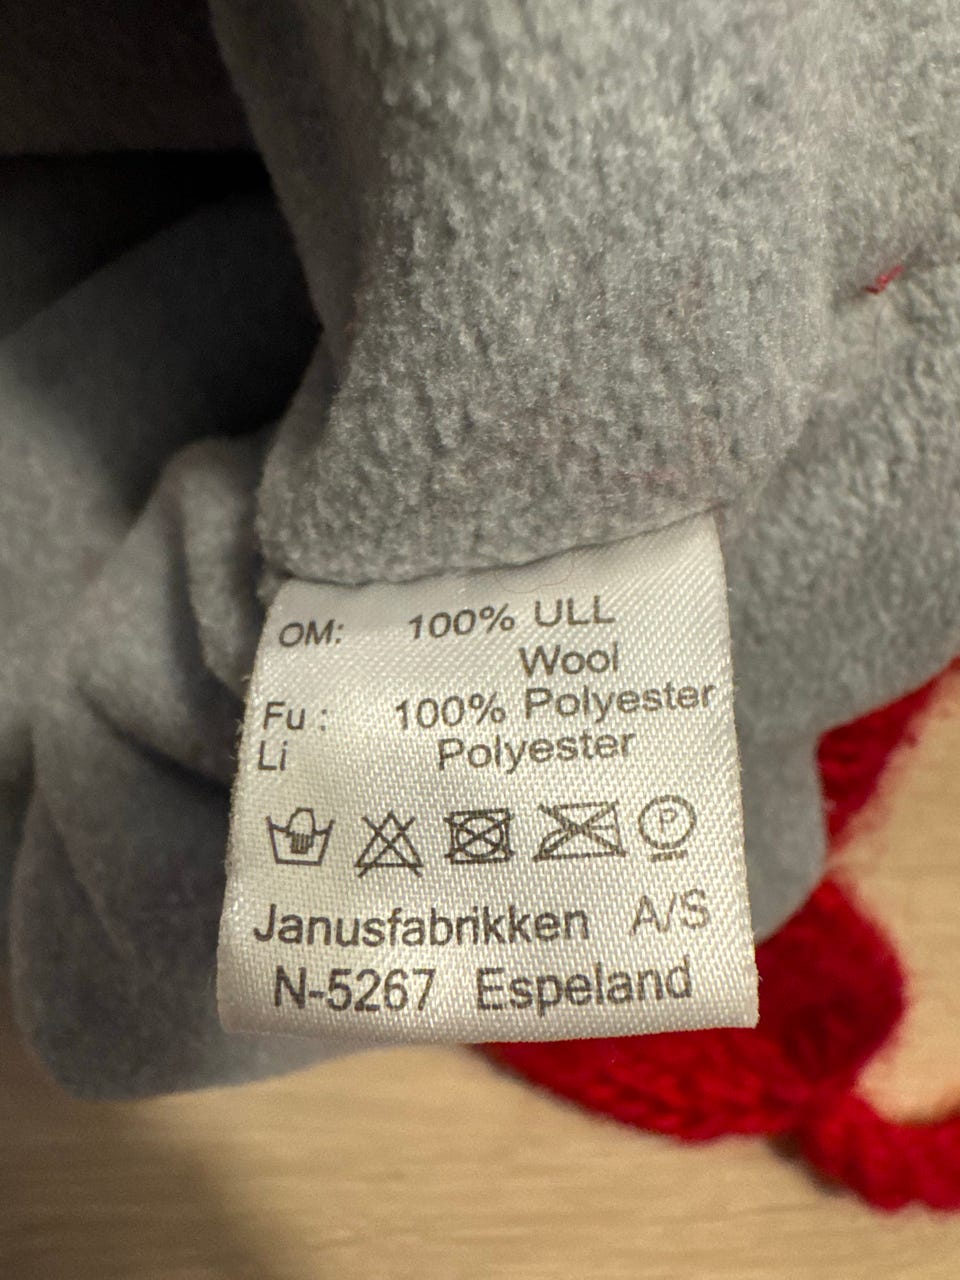 OM: 100% ULL
Wool
Fu : 100% Polyester
Li Polyester
P
Janusfabrikken A/S
N-5267 Espeland